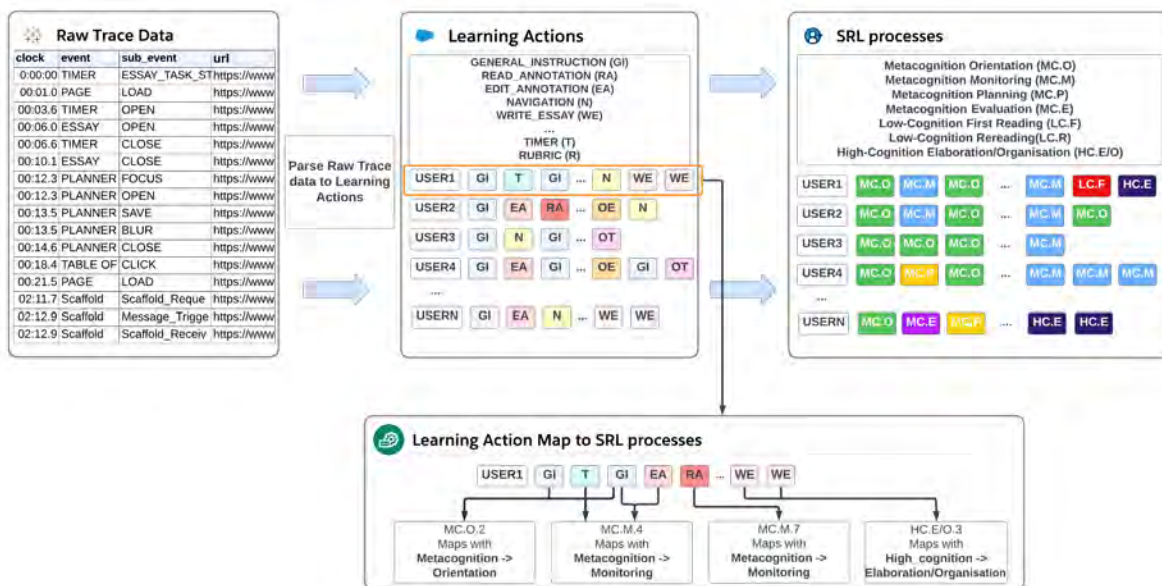 Raw Trace Data
clock event sub_event url
0:00:00 TIMER ESSAY_TASK_ST https://www
00:01.0 PAGE LOAD https://www
00:03.6 TIMER OPEN https://www
00:06.0 ESSAY OPEN https://www
00:06.6 TIMER CLOSE https://www
00:10.1 ESSAY CLOSE https://www
00:12.3 PLANNER FOCUS https://www
00:12.3 PLANNER OPEN https://www
00:13.5 PLANNER SAVE https://www
00:13.5 PLANNER BLUR https://www
00:14.6 PLANNER CLOSE https://www
00:18.4 TABLE OF CLICK https://www
00:21.5 PAGE LOAD https://www
02:11.7 Scaffold Scaffold_Reque https://www
02:12.9 Scaffold Message_Trigge https://www
02:12.9 Scaffold Scaffold_Receiv https://www
Parse Raw Trace
data to Learning
Actions
Learning Actions
GENERAL_INSTRUCTION (GI)
READ_ANNOTATION (RA)
EDIT_ANNOTATION (EA)
NAVIGATION (N)
WRITE_ESSAY (WE)
...
TIMER (T)
RUBRIC (R)
USER1 GI T GI ... N WE WE
USER2 GI EA RA ... OE N
USER3 GI N GI ... OT
USER4 GI EA GI ... OE GI OT
...
USERN GI EA N ... WE WE
SRL processes
Metacognition Orientation (MC.O)
Metacognition Monitoring (MC.M)
Metacognition Planning (MC.P)
Metacognition Evaluation (MC.E)
Low-Cognition First Reading (LC.F)
Low-Cognition Rereading(LC.R)
High-Cognition Elaboration/Organisation (HC.E/O)
USER1 MC.O MC.M MC.O ... MC.M LC.F HC.E
USER2 MC.O MC.M MC.O ... MC.M MC.O
USER3 MC.O MC.O MC.O ... MC.M
USER4 MC.O MC.P MC.O ... MC.M MC.M MC.M
...
USERN MC.O MC.E MC.P ... HC.E HC.E
Learning Action Map to SRL processes
USER1 GI T GI EA RA ... WE WE
MC.O.2
Maps with
Metacognition ->
Orientation
MC.M.4
Maps with
Metacognition ->
Monitoring
MC.M.7
Maps with
Metacognition ->
Monitoring
HC.E/O.3
Maps with
High_cognition ->
Elaboration/Organisation